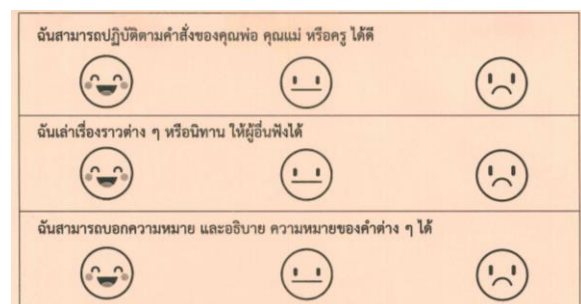 ฉันสามารถปฏิบัติตามคำสั่งของคุณพ่อ คุณแม่ หรือครู ได้ดี
ฉันเล่าเรื่องราวต่าง ๆ หรือนิทาน ให้ผู้อื่นฟังได้
ฉันสามารถบอกความหมาย และอธิบาย ความหมายของคำต่าง ๆ ได้